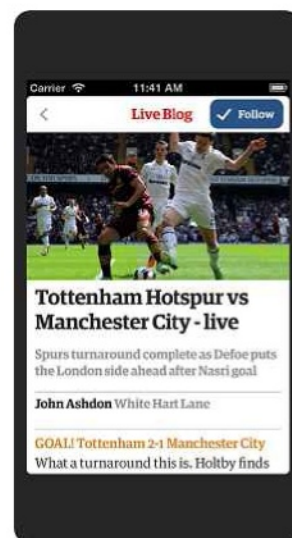 Carrier 11:41 AM
Live Blog Follow
Tottenham Hotspur vs
Manchester City - live
Spurs turnaround complete as Defoe puts
the London side ahead after Nasri goal
John Ashdon White Hart Lane
GOAL! Tottenham 2-1 Manchester City
What a turnaround this is. Holtby finds